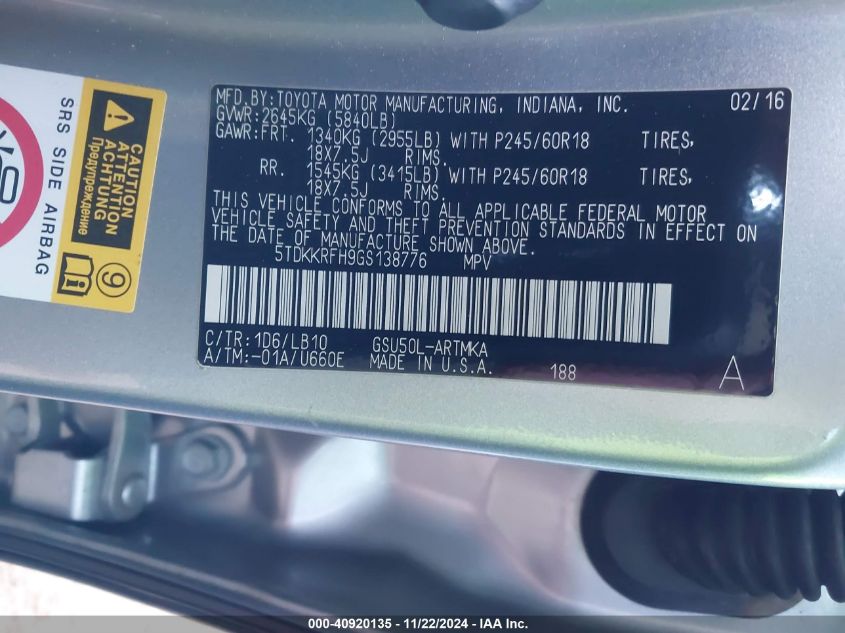 MFD.BY:TOYOTA MOTOR MANUFACTURING, INDIANA, INC. 02/16
GVWR:2645KG (5840LB)
GAWR:FRT. 1340KG (2955LB) WITH P245/60R18 TIRES,
18X7.5J RIMS.
RR. 1545KG (3415LB) WITH P245/60R18 TIRES,
18X7.5J RIMS.
THIS VEHICLE CONFORMS TO ALL APPLICABLE FEDERAL MOTOR
VEHICLE SAFETY AND THEFT PREVENTION STANDARDS IN EFFECT ON
THE DATE OF MANUFACTURE SHOWN ABOVE.
5TDKKRFH9GS138776 MPV
C/TR:1D6/LB10 GSU50L-ARTMKA
A/TM:-01A/U660E MADE IN U.S.A. 188 A
SRS SIDE AIRBAG
CAUTION
ATTENTION
ACHTUNG
Предупреждение
9
000-40920135 - 11/22/2024 - IAA Inc.